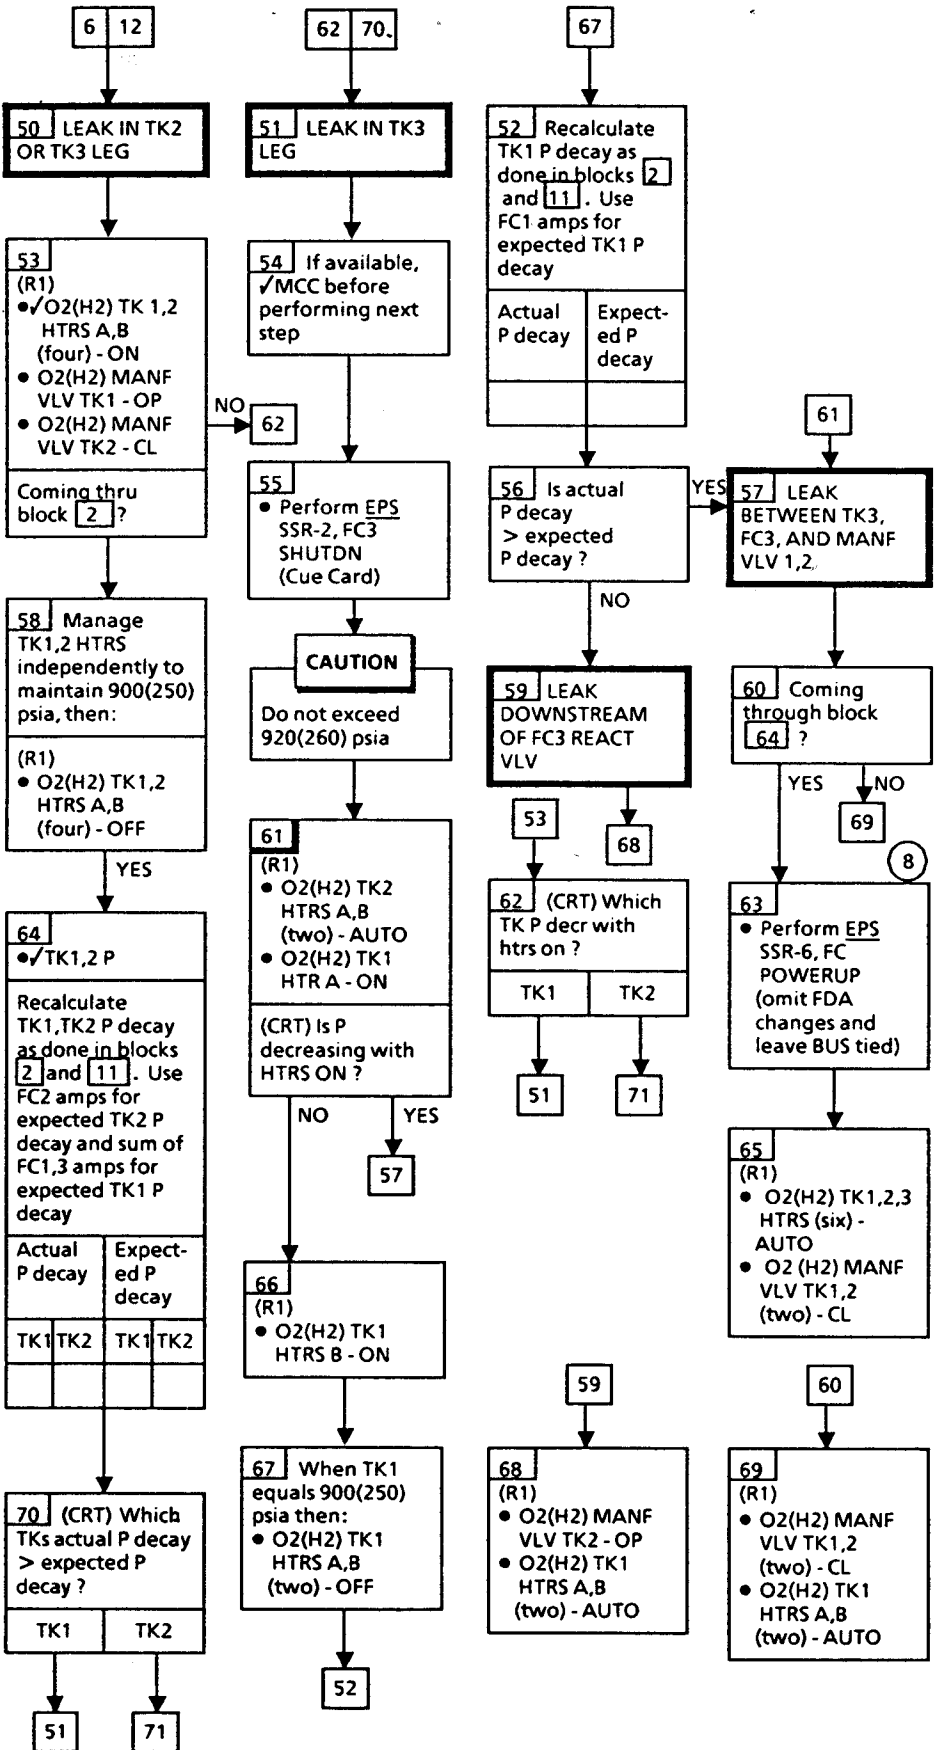 6 12
50 LEAK IN TK2
OR TK3 LEG
53
(R1)
●✓O2(H2) TK 1,2
HTRS A,B
(four) - ON
● O2(H2) MANF
VLV TK1 - OP
● O2(H2) MANF
VLV TK2 - CL
Coming thru
block 2 ?
NO
62
58 Manage
TK1,2 HTRS
independently to
maintain 900(250)
psia, then:
(R1)
● O2(H2) TK1,2
HTRS A,B
(four) - OFF
YES
64
●✓TK1,2 P
Recalculate
TK1,TK2 P decay
as done in blocks
2 and 11. Use
FC2 amps for
expected TK2 P
decay and sum of
FC1,3 amps for
expected TK1 P
decay
Actual
P decay
Expect-
ed P
decay
TK1 TK2 TK1 TK2
70 (CRT) Which
TKs actual P decay
> expected P
decay ?
TK1 TK2
51 71
62 70
51 LEAK IN TK3
LEG
54 If available,
✓MCC before
performing next
step
55
● Perform EPS
SSR-2, FC3
SHUTDN
(Cue Card)
CAUTION
Do not exceed
920(260) psia
61
(R1)
● O2(H2) TK2
HTRS A,B
(two) - AUTO
● O2(H2) TK1
HTR A - ON
(CRT) Is P
decreasing with
HTRS ON ?
NO YES
57
66
(R1)
● O2(H2) TK1
HTRS B - ON
67 When TK1
equals 900(250)
psia then:
● O2(H2) TK1
HTRS A,B
(two) - OFF
52
67
52 Recalculate
TK1 P decay as
done in blocks 2
and 11. Use
FC1 amps for
expected TK1 P
decay
Actual
P decay
Expect-
ed P
decay
56 Is actual
P decay
> expected
P decay ?
YES
NO
59 LEAK
DOWNSTREAM
OF FC3 REACT
VLV
68
53
62 (CRT) Which
TK P decr with
htrs on ?
TK1 TK2
51 71
59
68
(R1)
● O2(H2) MANF
VLV TK2 - OP
● O2(H2) TK1
HTRS A,B
(two) - AUTO
61
57 LEAK
BETWEEN TK3,
FC3, AND MANF
VLV 1,2
60 Coming
through block
64 ?
YES NO
69
8
63
● Perform EPS
SSR-6, FC
POWERUP
(omit FDA
changes and
leave BUS tied)
65
(R1)
● O2(H2) TK1,2,3
HTRS (six) -
AUTO
● O2 (H2) MANF
VLV TK1,2
(two) - CL
60
69
(R1)
● O2(H2) MANF
VLV TK1,2
(two) - CL
● O2(H2) TK1
HTRS A,B
(two) - AUTO